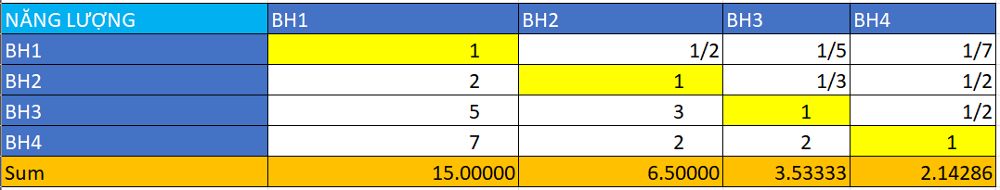 NĂNG LƯỢNG BH1 BH2 BH3 BH4
BH1 1 1/2 1/5 1/7
BH2 2 1 1/3 1/2
BH3 5 3 1 1/2
BH4 7 2 2 1
Sum 15.00000 6.50000 3.53333 2.14286